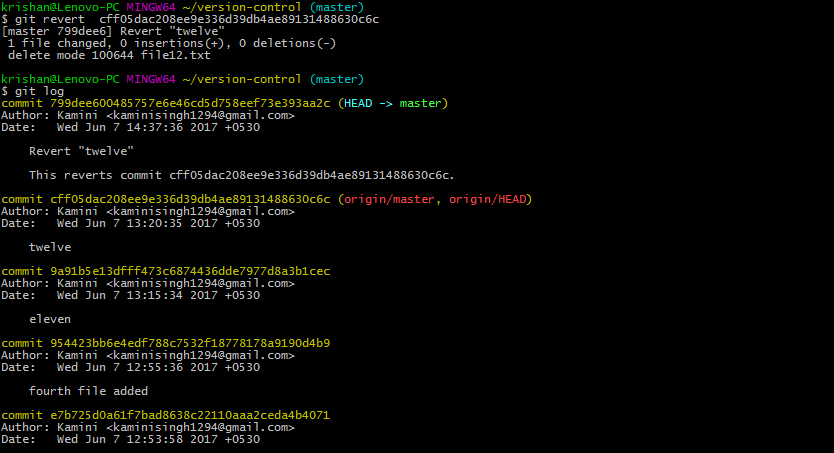 krishan@Lenovo-PC MINGW64 ~/version-control (master)
$ git revert  cff05dac208ee9e336d39db4ae89131488630c6c
[master 799dee6] Revert "twelve"
 1 file changed, 0 insertions(+), 0 deletions(-)
 delete mode 100644 file12.txt

krishan@Lenovo-PC MINGW64 ~/version-control (master)
$ git log
commit 799dee600485757e6e46cd5d758eef73e393aa2c (HEAD -> master)
Author: Kamini <kaminisingh1294@gmail.com>
Date:   Wed Jun 7 14:37:36 2017 +0530

    Revert "twelve"

    This reverts commit cff05dac208ee9e336d39db4ae89131488630c6c.

commit cff05dac208ee9e336d39db4ae89131488630c6c (origin/master, origin/HEAD)
Author: Kamini <kaminisingh1294@gmail.com>
Date:   Wed Jun 7 13:20:35 2017 +0530

    twelve

commit 9a91b5e13dfff473c6874436dde7977d8a3b1cec
Author: Kamini <kaminisingh1294@gmail.com>
Date:   Wed Jun 7 13:15:34 2017 +0530

    eleven

commit 954423bb6e4edf788c7532f18778178a9190d4b9
Author: Kamini <kaminisingh1294@gmail.com>
Date:   Wed Jun 7 12:55:36 2017 +0530

    fourth file added

commit e7b725d0a61f7bad8638c22110aaa2ceda4b4071
Author: Kamini <kaminisingh1294@gmail.com>
Date:   Wed Jun 7 12:53:58 2017 +0530